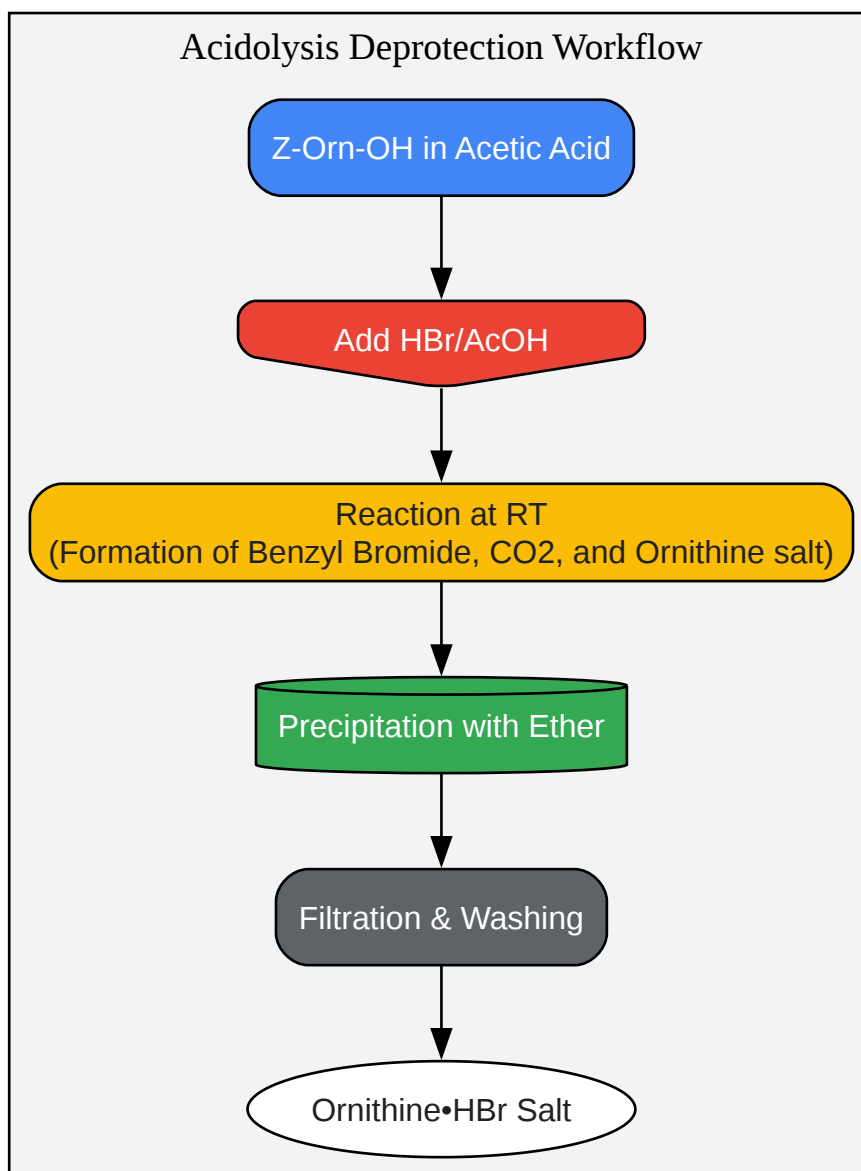 Acidolysis Deprotection Workflow
Z-Orn-OH in Acetic Acid
Add HBr/AcOH
Reaction at RT
(Formation of Benzyl Bromide, CO2, and Ornithine salt)
Precipitation with Ether
Filtration & Washing
Ornithine•HBr Salt